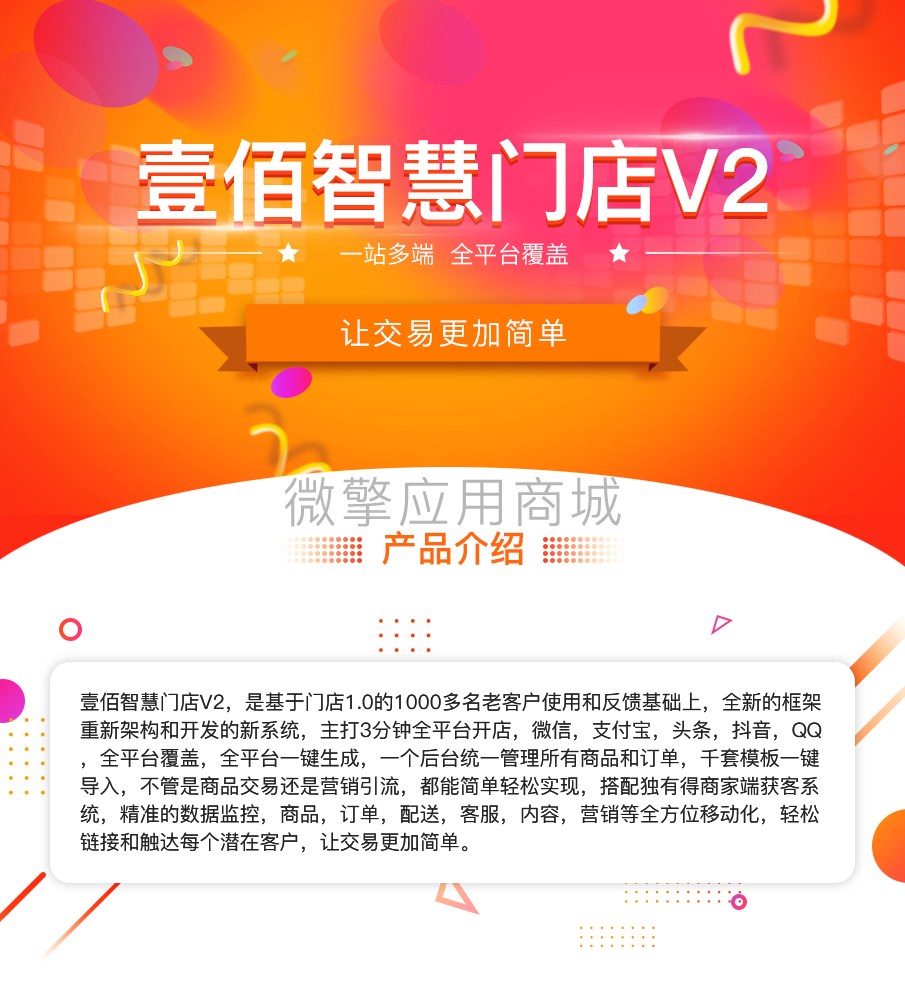 壹佰智慧门店V2
一站多端 全平台覆盖
让交易更加简单
微擎应用商城
产品介绍
壹佰智慧门店V2，是基于门店1.0的1000多名老客户使用和反馈基础上，全新的框架
重新架构和开发的新系统，主打3分钟全平台开店，微信，支付宝，头条，抖音，QQ
，全平台覆盖，全平台一键生成，一个后台统一管理所有商品和订单，千套模板一键
导入，不管是商品交易还是营销引流，都能简单轻松实现，搭配独有得商家端获客系
统，精准的数据监控，商品，订单，配送，客服，内容，营销等全方位移动化，轻松
链接和触达每个潜在客户，让交易更加简单。